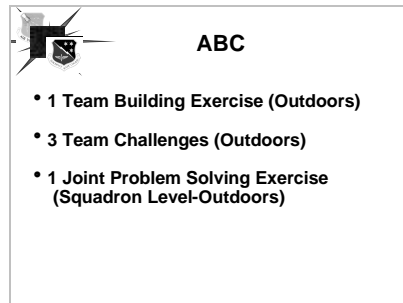 ABC
• 1 Team Building Exercise (Outdoors)
• 3 Team Challenges (Outdoors)
• 1 Joint Problem Solving Exercise
(Squadron Level-Outdoors)